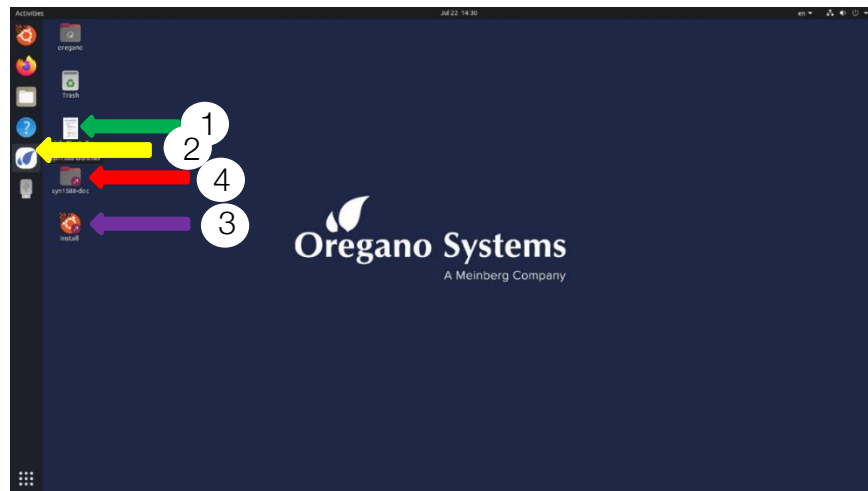 Activities
Jul 22 14:30
en
oregano
Trash
1
2
syn1588-doc
4
Install
3
Oregano Systems
A Meinberg Company